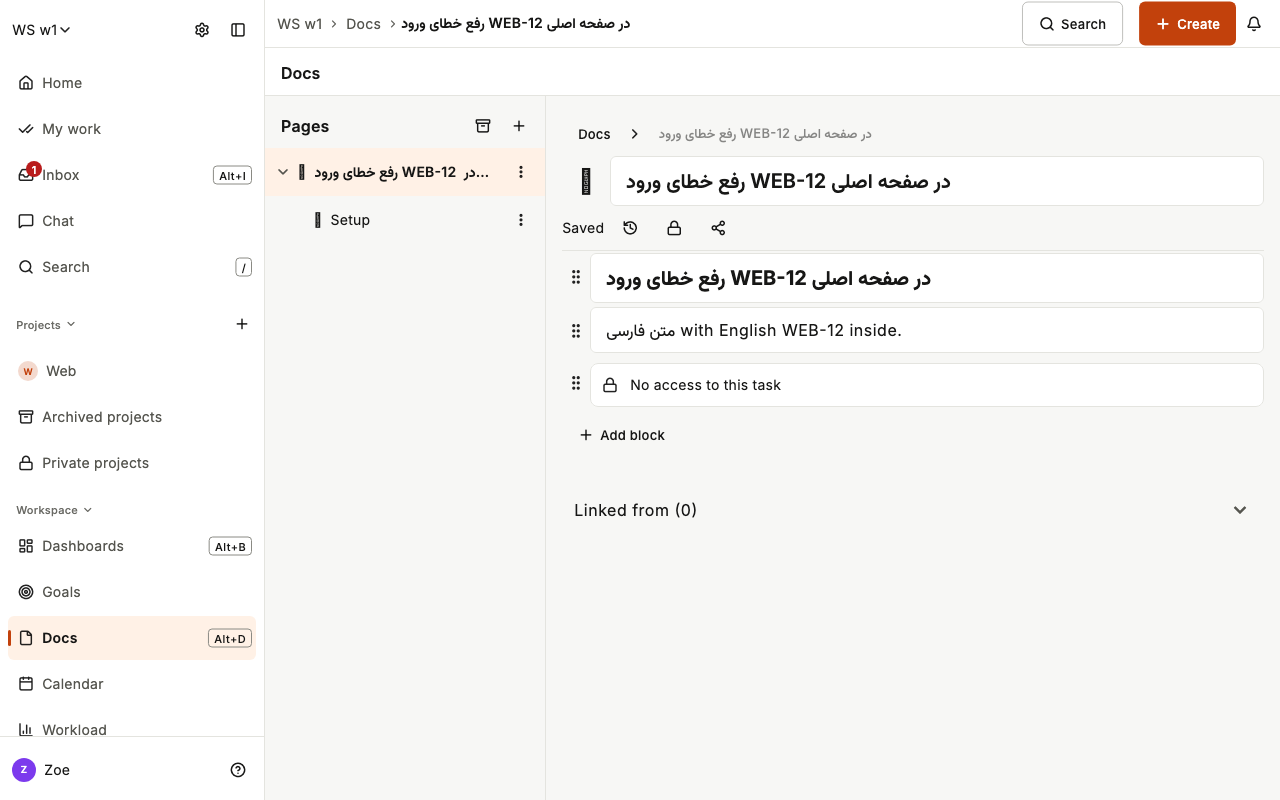 WS w1
Home
My work
1
Inbox
Alt+I
Chat
Search
/
Projects
W
Web
Archived projects
Private projects
Workspace
Dashboards
Alt+B
Goals
Docs
Alt+D
Calendar
Workload
Z
Zoe
WS w1 > Docs > رفع خطای ورود WEB-12 در صفحه اصلی
Search
Create
Docs
Pages
رفع خطای ورود WEB-12 در...
Setup
Docs > رفع خطای ورود WEB-12 در صفحه اصلی
رفع خطای ورود WEB-12 در صفحه اصلی
Saved
رفع خطای ورود WEB-12 در صفحه اصلی
متن فارسی with English WEB-12 inside.
No access to this task
Add block
Linked from (0)